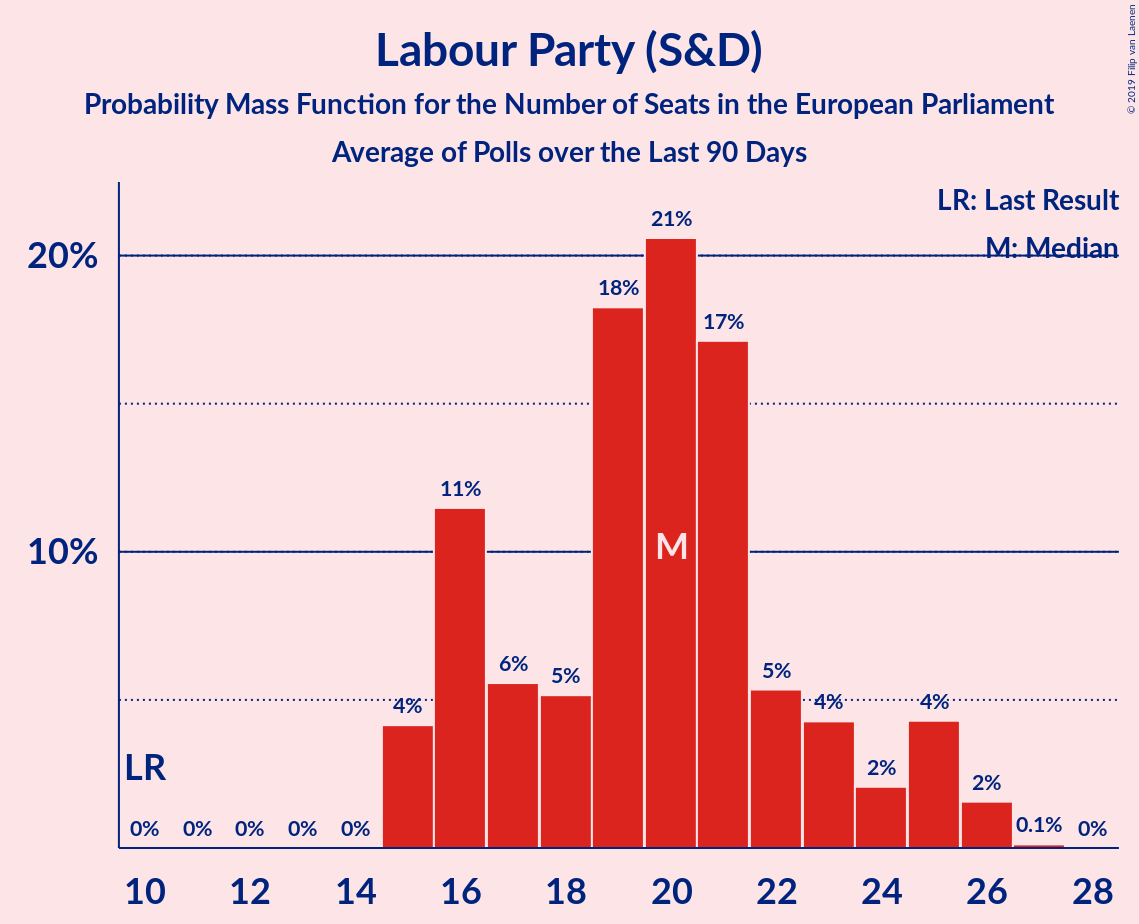 Labour Party (S&D)
Probability Mass Function for the Number of Seats in the European Parliament
Average of Polls over the Last 90 Days
© 2019 Filip van Laenen
LR: Last Result
M: Median
20%
10%
21%
18%
17%
11%
6%
5%
4%
5%
4%
4%
2%
2%
0.1%
0%
M
LR
0% 0% 0% 0% 0%
10 12 14 16 18 20 22 24 26 28